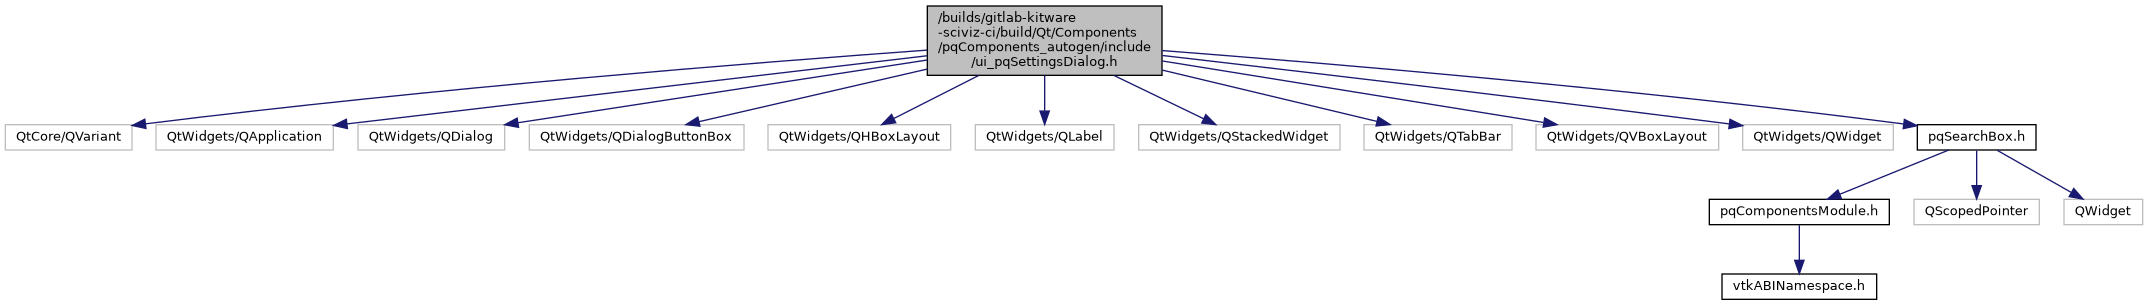 /builds/gitlab-kitware
-sciviz-ci/build/Qt/Components
/pqComponents_autogen/include
/ui_pqSettingsDialog.h
QtCore/QVariant
QtWidgets/QApplication
QtWidgets/QDialog
QtWidgets/QDialogButtonBox
QtWidgets/QHBoxLayout
QtWidgets/QLabel
QtWidgets/QStackedWidget
QtWidgets/QTabBar
QtWidgets/QVBoxLayout
QtWidgets/QWidget
pqSearchBox.h
pqComponentsModule.h
QScopedPointer
QWidget
vtkABINamespace.h